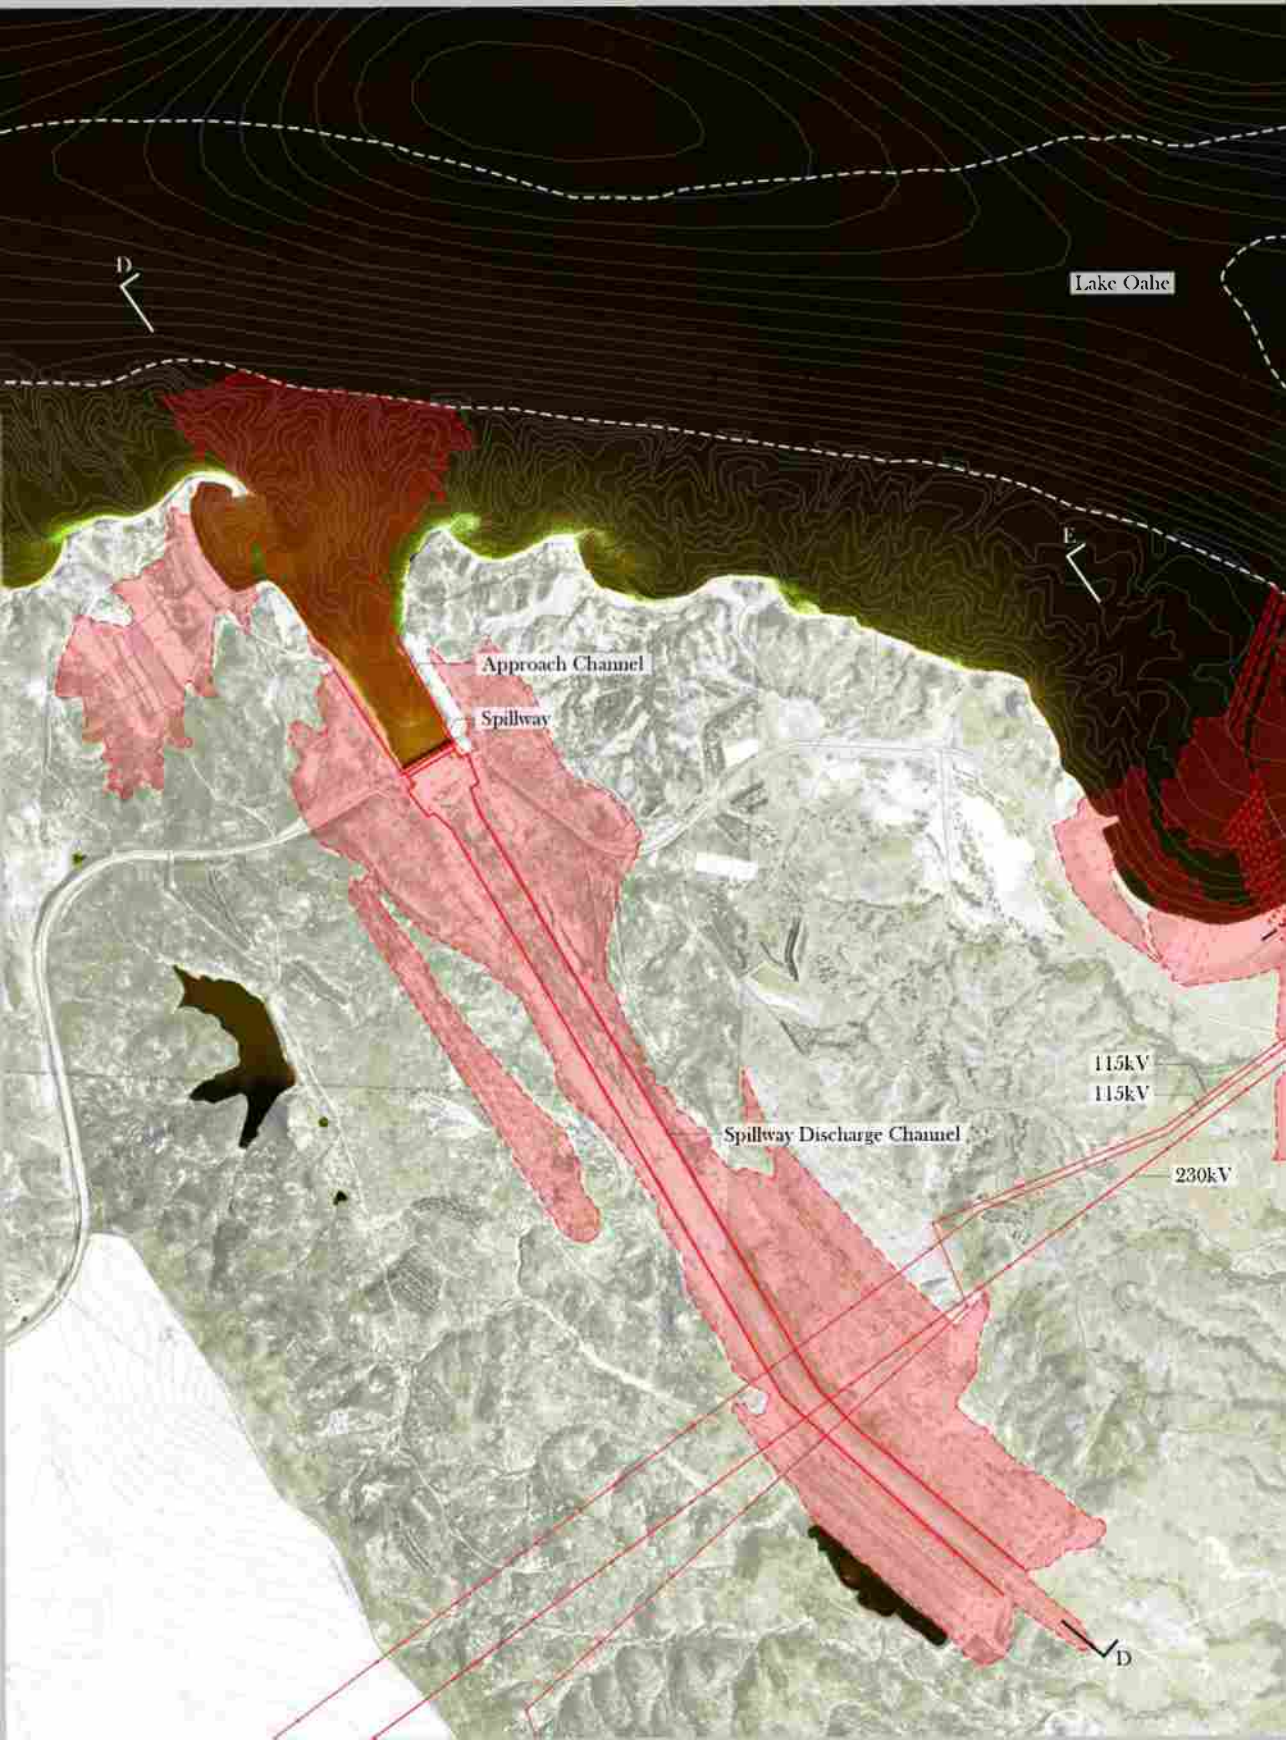 D
Lake Oahe
E
Approach Channel
Spillway
115kV
115kV
Spillway Discharge Channel
230kV
D